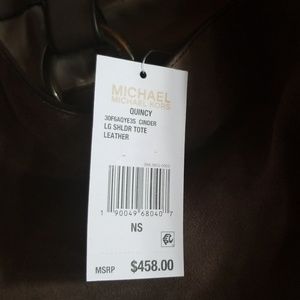 MICHAEL
MICHAEL KORS
QUINCY
30F6AQYE3S CINDER
LG SHLDR TOTE
LEATHER
1 90049 68040 7
NS
MSRP $458.00